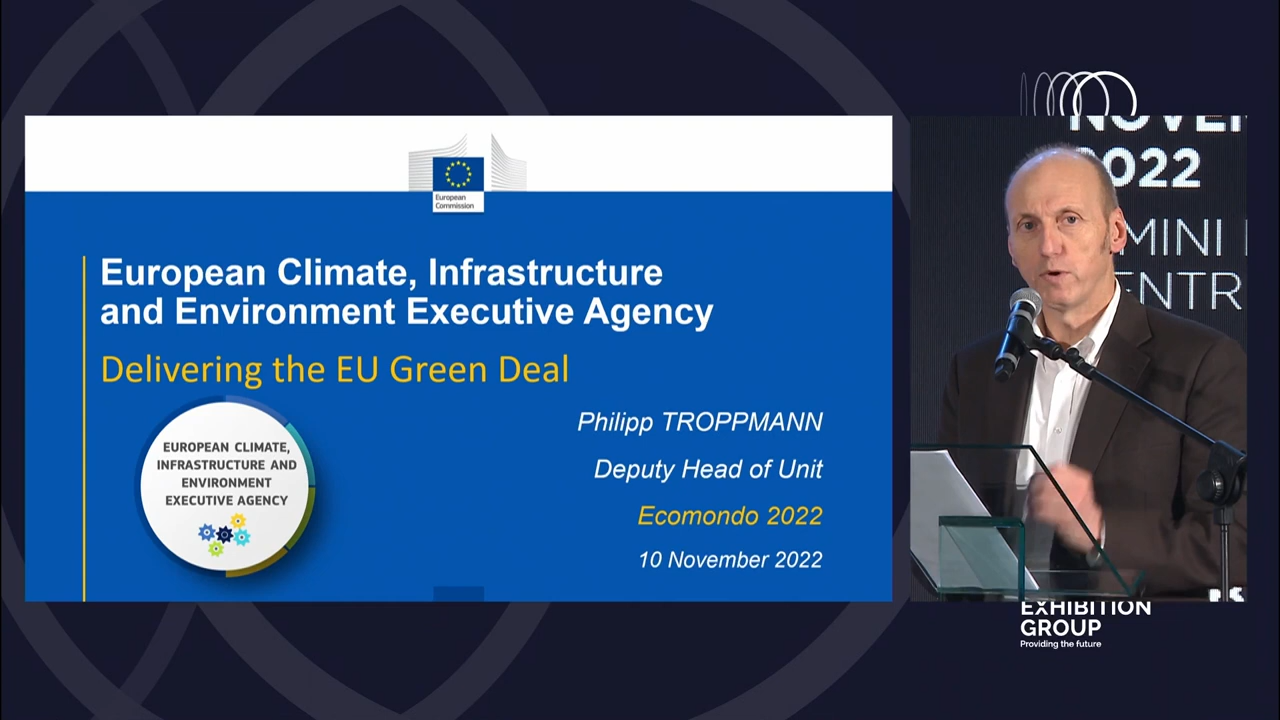 European
Commission
European Climate, Infrastructure
and Environment Executive Agency
Delivering the EU Green Deal
EUROPEAN CLIMATE,
INFRASTRUCTURE AND
ENVIRONMENT
EXECUTIVE AGENCY
Philipp TROPPMANN
Deputy Head of Unit
Ecomondo 2022
10 November 2022
2022
EXHIBITION
GROUP
Providing the future